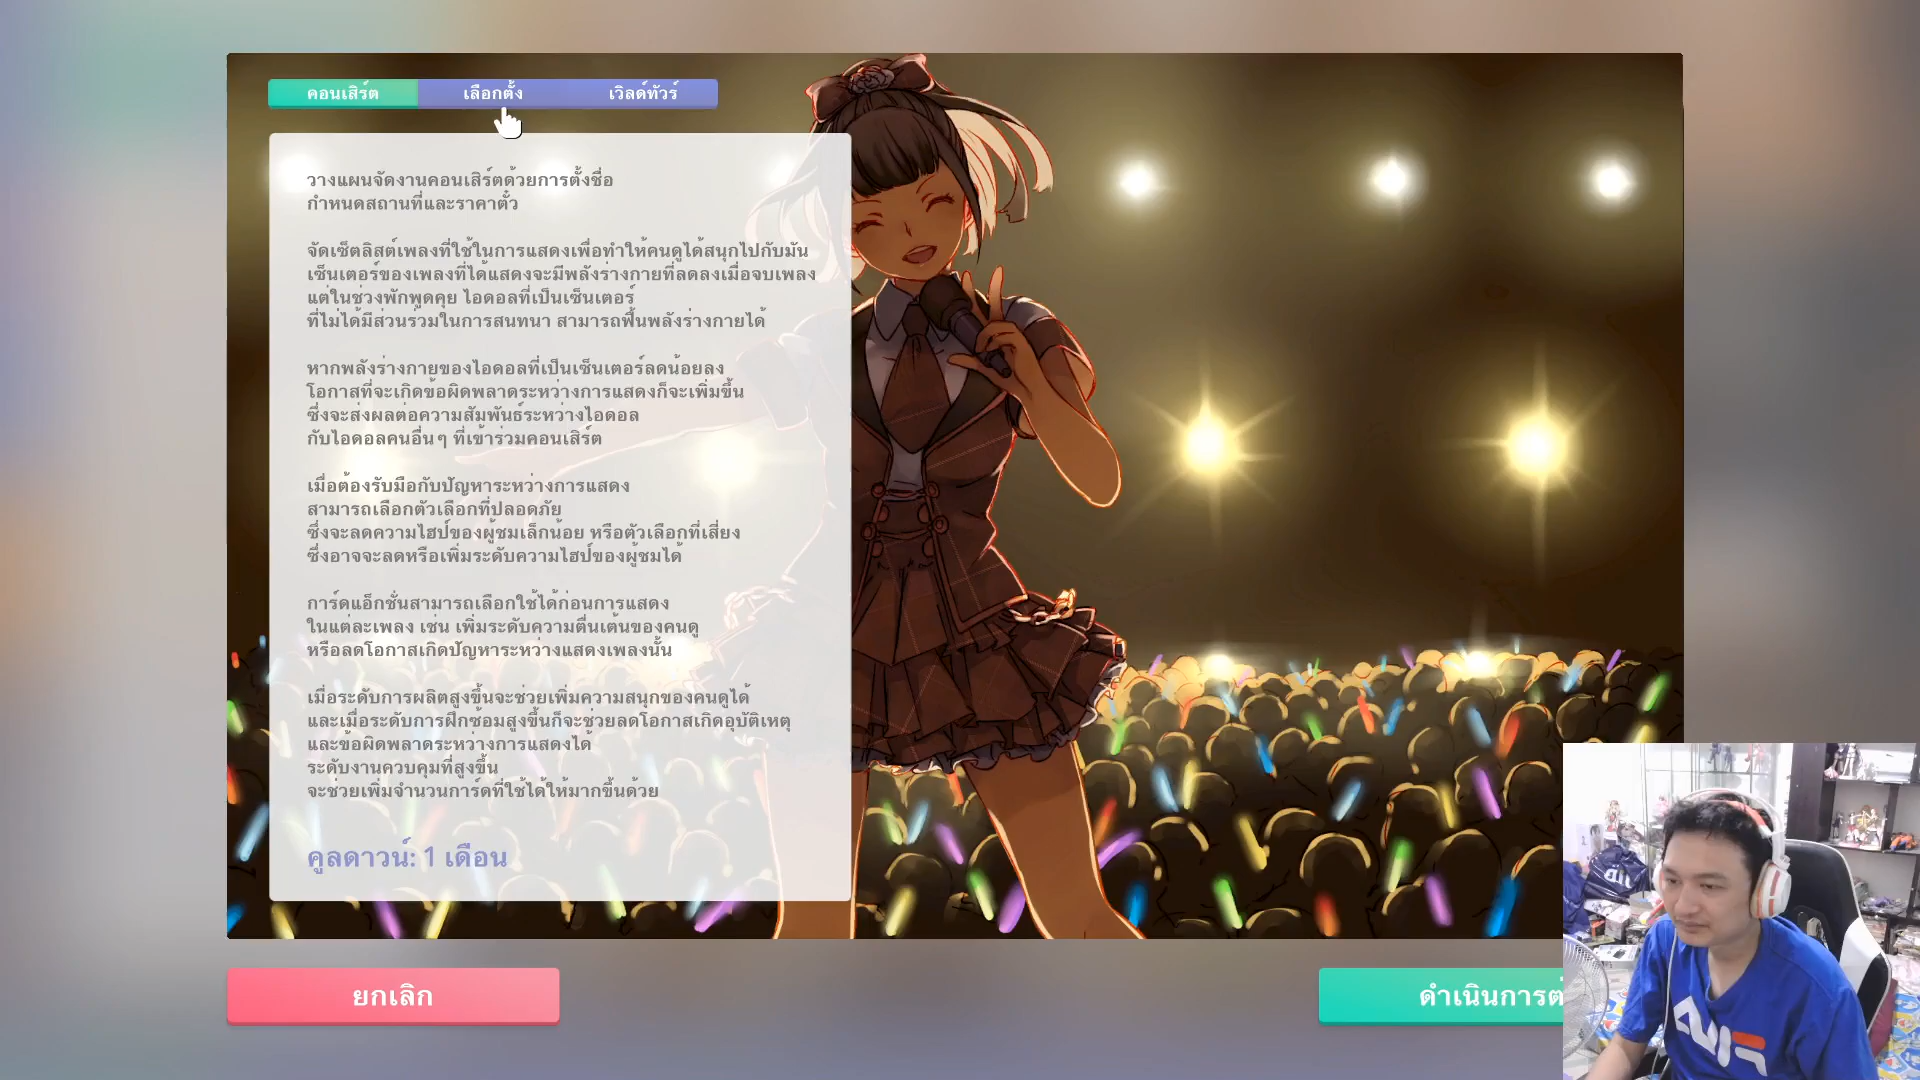 คอนเสิร์ต
เลือกตั้ง
เวิลด์ทัวร์
วางแผนจัดงานคอนเสิร์ตด้วยการตั้งชื่อ
กำหนดสถานที่และราคาตั๋ว
จัดเซ็ตลิสต์เพลงที่ใช้ในการแสดงเพื่อทำให้คนดูได้สนุกไปกับมัน
เซ็นเตอร์ของเพลงที่ได้แสดงจะมีพลังร่างกายที่ลดลงเมื่อจบเพลง
แต่ในช่วงพักพูดคุย ไอดอลที่เป็นเซ็นเตอร์
ที่ไม่ได้มีส่วนร่วมในการสนทนา สามารถฟื้นพลังร่างกายได้
หากพลังร่างกายของไอดอลที่เป็นเซ็นเตอร์ลดน้อยลง
โอกาสที่จะเกิดข้อผิดพลาดระหว่างการแสดงก็จะเพิ่มขึ้น
ซึ่งจะส่งผลต่อความสัมพันธ์ระหว่างไอดอล
กับไอดอลคนอื่นๆ ที่เข้าร่วมคอนเสิร์ต
เมื่อต้องรับมือกับปัญหาระหว่างการแสดง
สามารถเลือกตัวเลือกที่ปลอดภัย
ซึ่งจะลดความไฮป์ของผู้ชมเล็กน้อย หรือตัวเลือกที่เสี่ยง
ซึ่งอาจจะลดหรือเพิ่มระดับความไฮป์ของผู้ชมได้
การ์ดแอ็กชั่นสามารถเลือกใช้ได้ก่อนการแสดง
ในแต่ละเพลง เช่น เพิ่มระดับความตื่นเต้นของคนดู
หรือลดโอกาสเกิดปัญหาระหว่างแสดงเพลงนั้น
เมื่อระดับการผลิตสูงขึ้นจะช่วยเพิ่มความสนุกของคนดูได้
และเมื่อระดับการฝึกซ้อมสูงขึ้นก็จะช่วยลดโอกาสเกิดอุบัติเหตุ
และข้อผิดพลาดระหว่างการแสดงได้
ระดับงานควบคุมที่สูงขึ้น
จะช่วยเพิ่มจำนวนการ์ดที่ใช้ได้ให้มากขึ้นด้วย
คูลดาวน์: 1 เดือน
ยกเลิก
ดำเนินการต